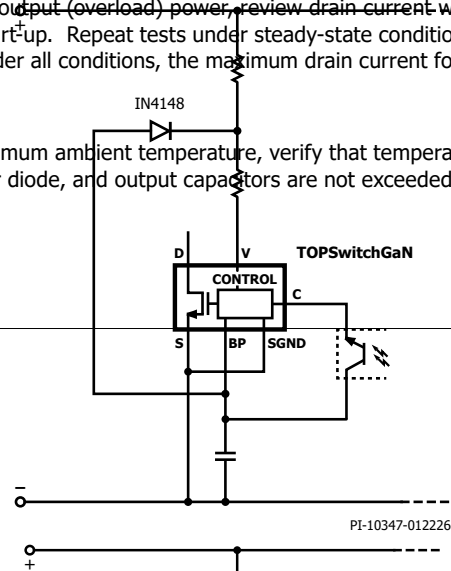 output (overload) power, review drain current w
+
rt-up. Repeat tests under steady-state conditio
der all conditions, the maximum drain current fo
IN4148
mum ambient temperature, verify that tempera
r diode, and output capacitors are not exceeded
D V TOPSwitchGaN
CONTROL
C
S BP SGND
–
PI-10347-012226
+